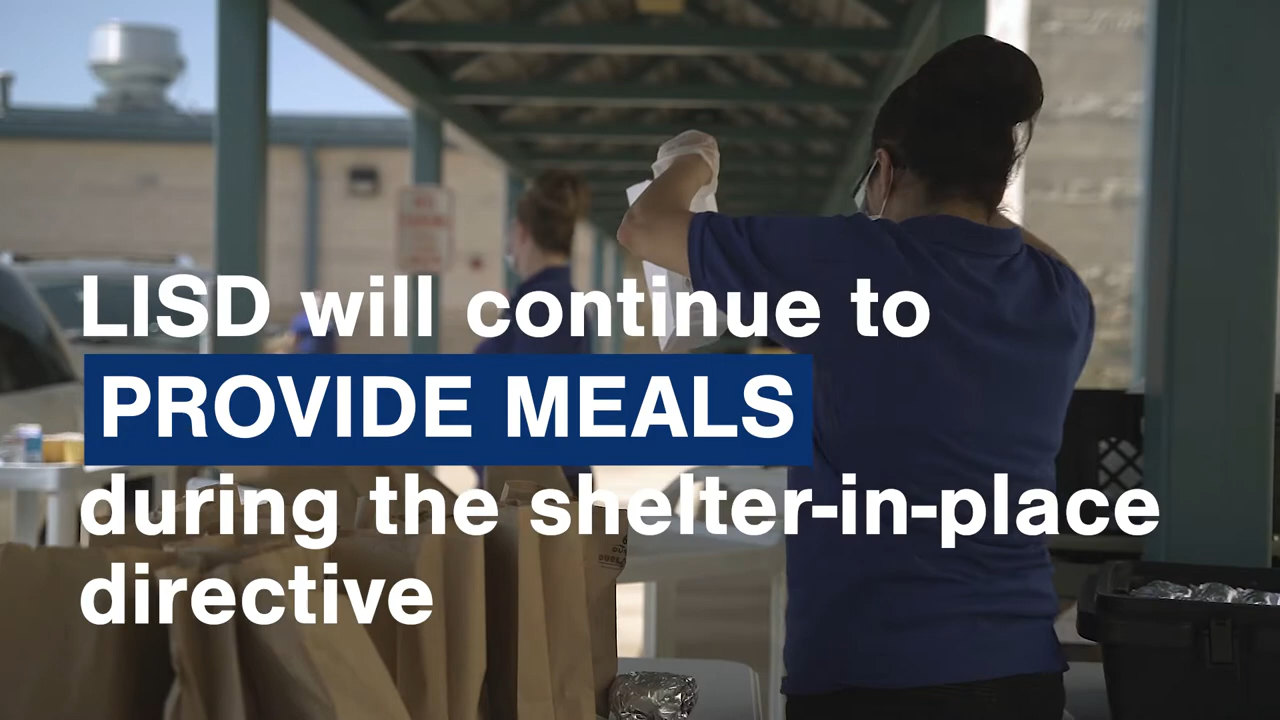 LISD will continue to
PROVIDE MEALS
during the shelter-in-place
directive